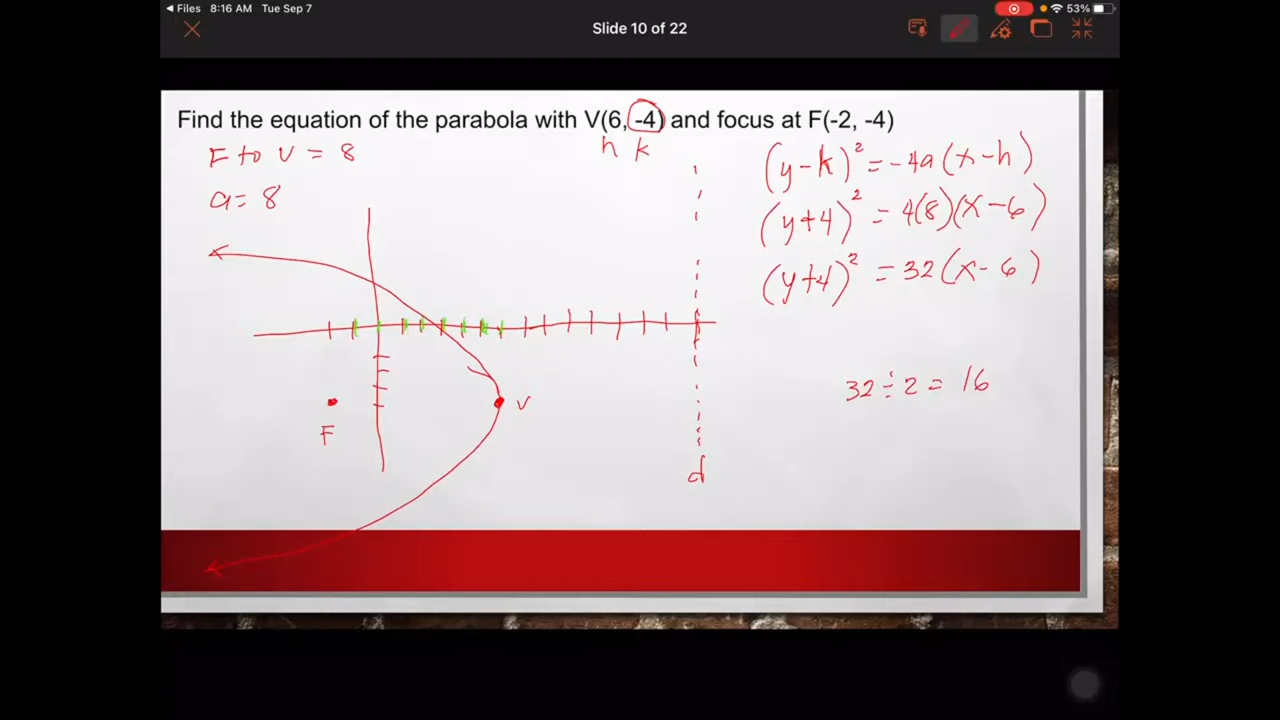 Files 8:16 AM Tue Sep 7 53%
Slide 10 of 22
Find the equation of the parabola with V(6, -4) and focus at F(-2, -4)
h k
F to V = 8
a = 8
(y-k)² = -4a(x-h)
(y+4)² = 4(8)(x-6)
(y+4)² = 32(x-6)
32 ÷ 2 = 16
V
F
d